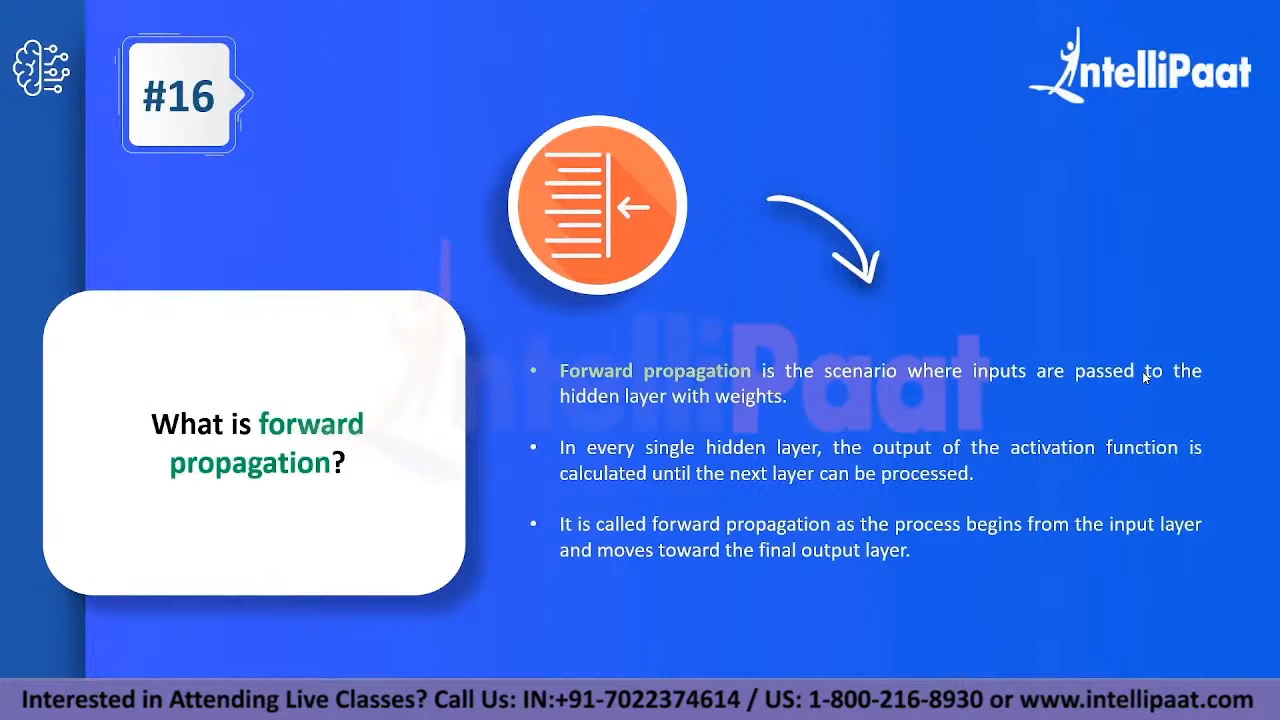 #16
IntelliPaat
What is forward
propagation?
IntelliPaat
• Forward propagation is the scenario where inputs are passed to the
hidden layer with weights.
• In every single hidden layer, the output of the activation function is
calculated until the next layer can be processed.
• It is called forward propagation as the process begins from the input layer
and moves toward the final output layer.
Interested in Attending Live Classes? Call Us: IN:+91-7022374614 / US: 1-800-216-8930 or www.intellipaat.com